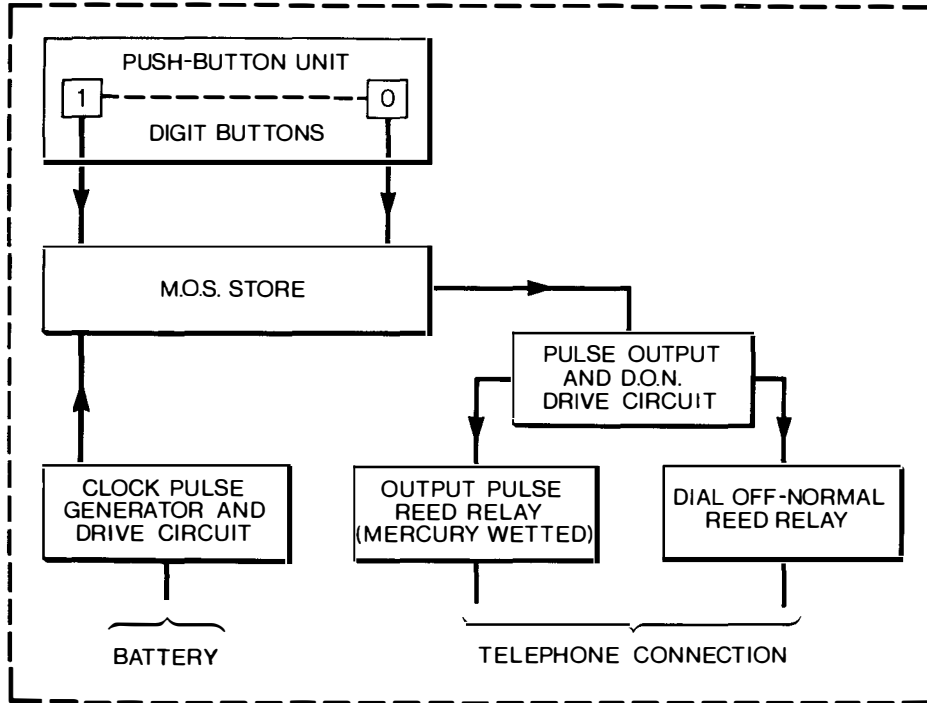 PUSH-BUTTON UNIT
1
0
DIGIT BUTTONS
M.O.S. STORE
PULSE OUTPUT
AND D.O.N.
DRIVE CIRCUIT
CLOCK PULSE
GENERATOR AND
DRIVE CIRCUIT
OUTPUT PULSE
REED RELAY
(MERCURY WETTED)
DIAL OFF-NORMAL
REED RELAY
BATTERY
TELEPHONE CONNECTION